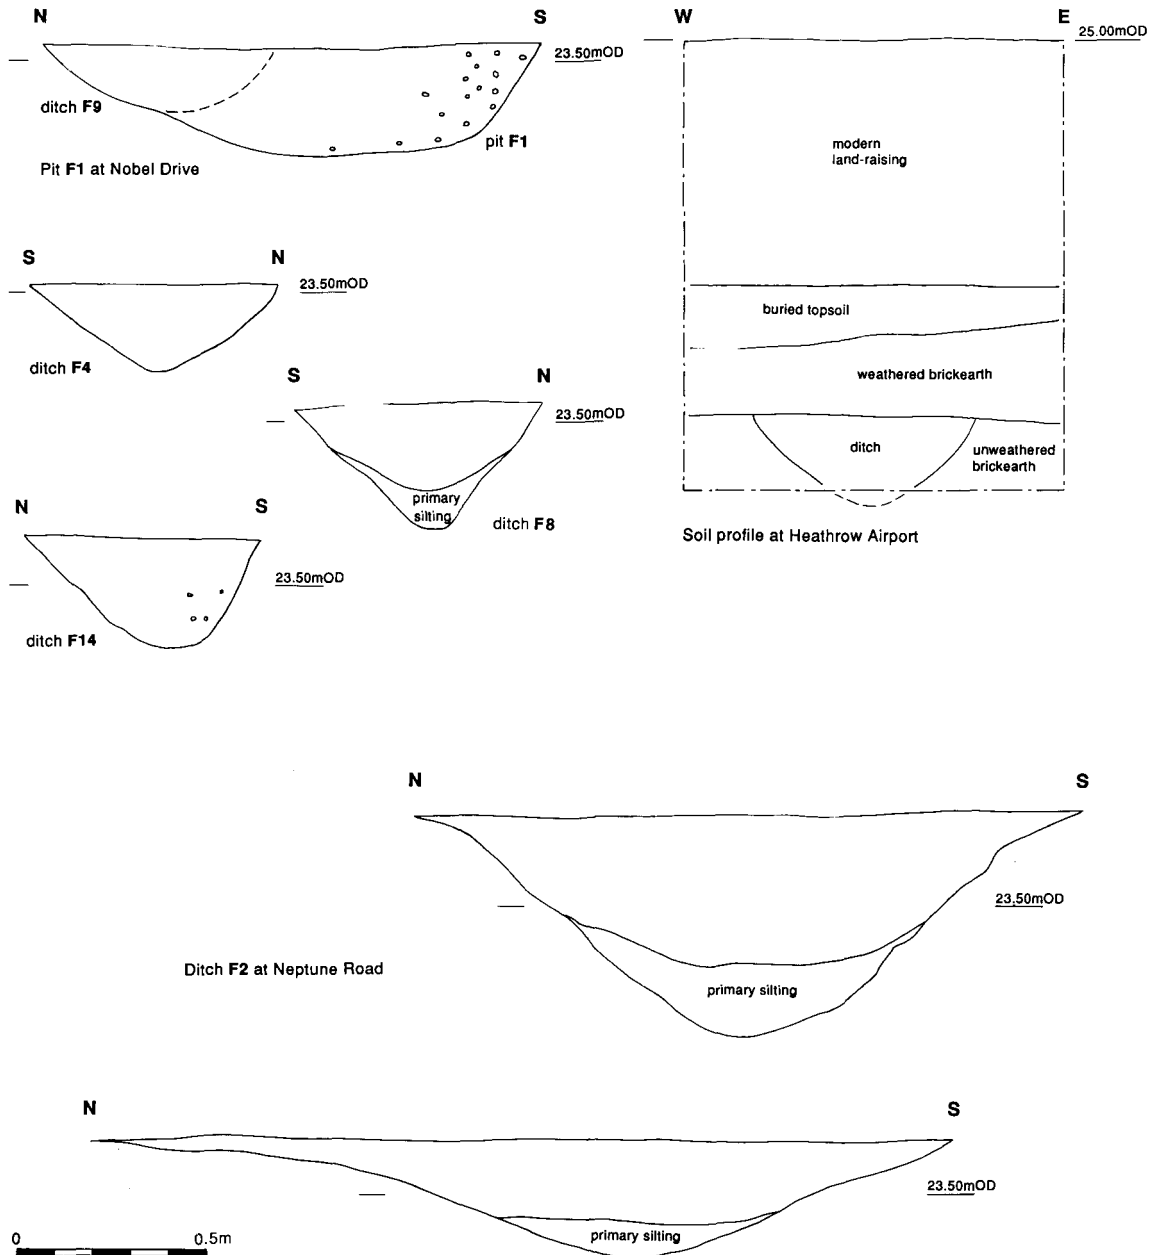 N
S
23.50mOD
ditch F9
pit F1
Pit F1 at Nobel Drive
W
E
25.00mOD
modern
land-raising
buried topsoil
weathered brickearth
ditch
unweathered
brickearth
Soil profile at Heathrow Airport
S
N
23.50mOD
ditch F4
S
N
23.50mOD
primary
silting
ditch F8
N
S
23.50mOD
ditch F14
N
S
23.50mOD
primary silting
Ditch F2 at Neptune Road
N
S
23.50mOD
primary silting
0
0.5m